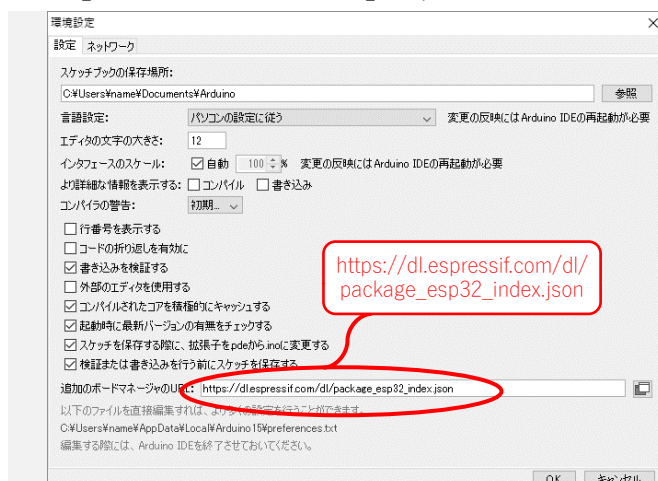 環境設定
設定 ネットワーク
スケッチブックの保存場所:
C:¥Users¥name¥Documents¥Arduino 参照
言語設定: パソコンの設定に従う 変更の反映には Arduino IDEの再起動が必要
エディタの文字の大きさ: 12
インタフェースのスケール: 自動 100 % 変更の反映には Arduino IDEの再起動が必要
より詳細な情報を表示する: コンパイル 書き込み
コンパイラの警告: 初期...
行番号を表示する
コードの折り返しを有効に
書き込みを検証する
外部のエディタを使用する
コンパイルされたコアを積極的にキャッシュする
起動時に最新バージョンの有無をチェックする
スケッチを保存する際に、拡張子を.pdeから.inoに変更する
検証または書き込みを行う前にスケッチを保存する
https://dl.espressif.com/dl/
package_esp32_index.json
追加のボードマネージャのURL: https://dl.espressif.com/dl/package_esp32_index.json
以下のファイルを直接編集すれば、より多くの設定を行うことができます。
C:¥Users¥name¥AppData¥Local¥Arduino15¥preferences.txt
編集する際には、Arduino IDEを終了させておいてください。
OK キャンセル